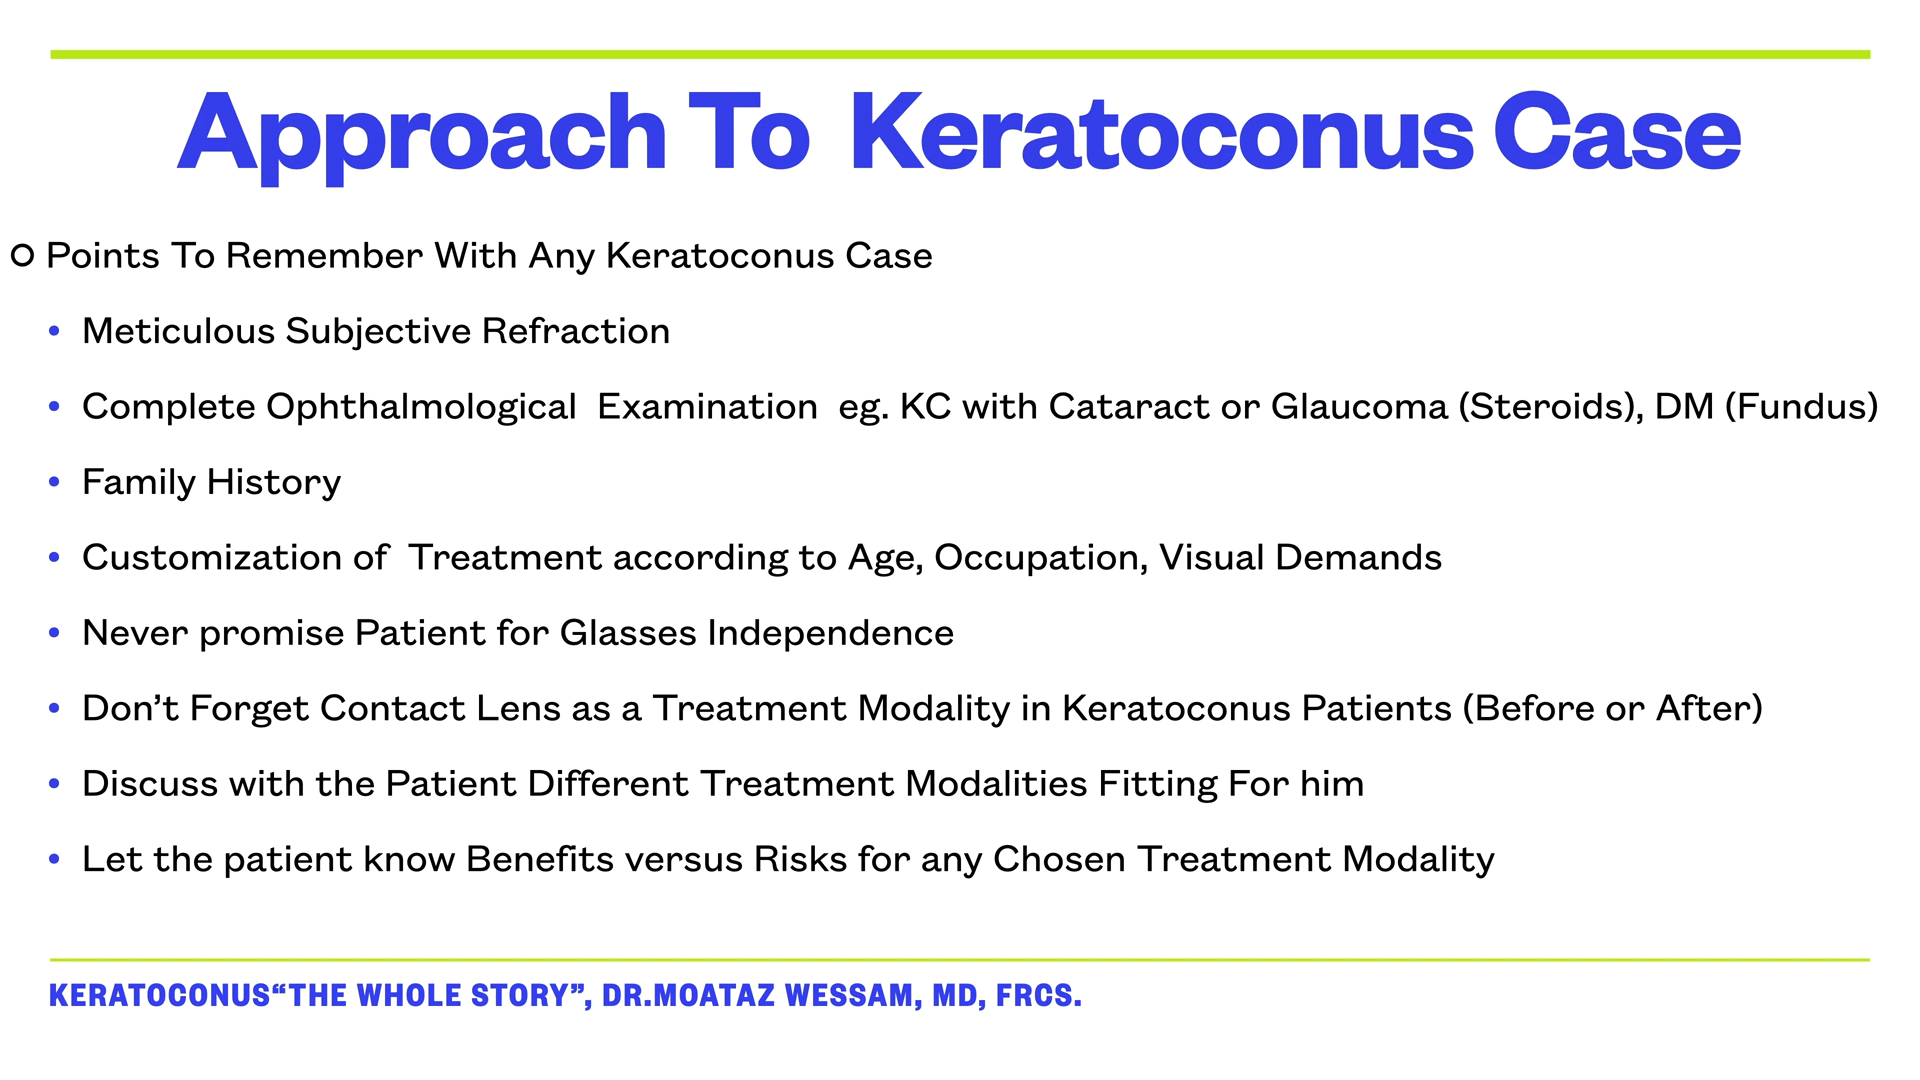 Approach To Keratoconus Case
Points To Remember With Any Keratoconus Case
• Meticulous Subjective Refraction
• Complete Ophthalmological Examination eg. KC with Cataract or Glaucoma (Steroids), DM (Fundus)
• Family History
• Customization of Treatment according to Age, Occupation, Visual Demands
• Never promise Patient for Glasses Independence
• Don’t Forget Contact Lens as a Treatment Modality in Keratoconus Patients (Before or After)
• Discuss with the Patient Different Treatment Modalities Fitting For him
• Let the patient know Benefits versus Risks for any Chosen Treatment Modality
KERATOCONUS“THE WHOLE STORY”, DR.MOATAZ WESSAM, MD, FRCS.